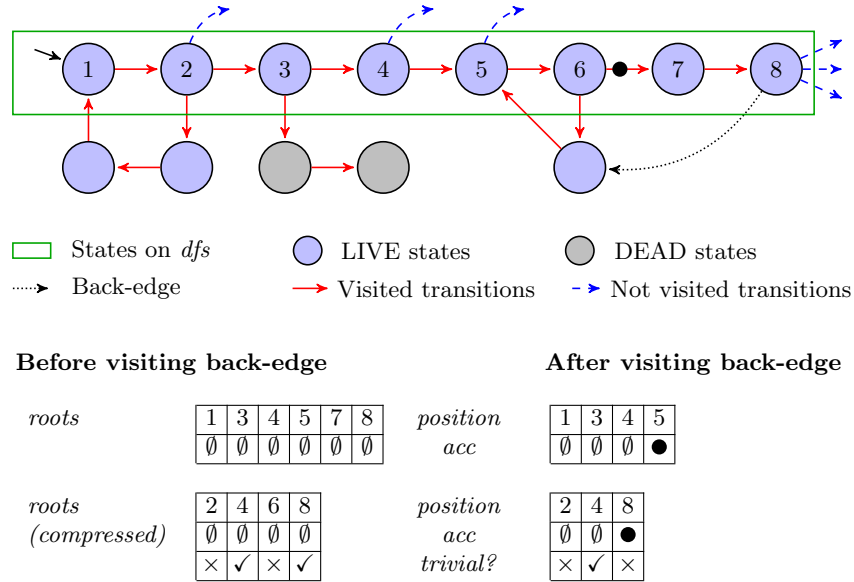 1 2 3 4 5 6 7 8
States on dfs LIVE states DEAD states
Back-edge Visited transitions Not visited transitions
Before visiting back-edge After visiting back-edge
roots 1 3 4 5 7 8 position 1 3 4 5
∅ ∅ ∅ ∅ ∅ ∅ acc ∅ ∅ ∅ ●
roots 2 4 6 8 position 2 4 8
(compressed) ∅ ∅ ∅ ∅ acc ∅ ∅ ●
× ✓ × ✓ trivial? × ✓ ×